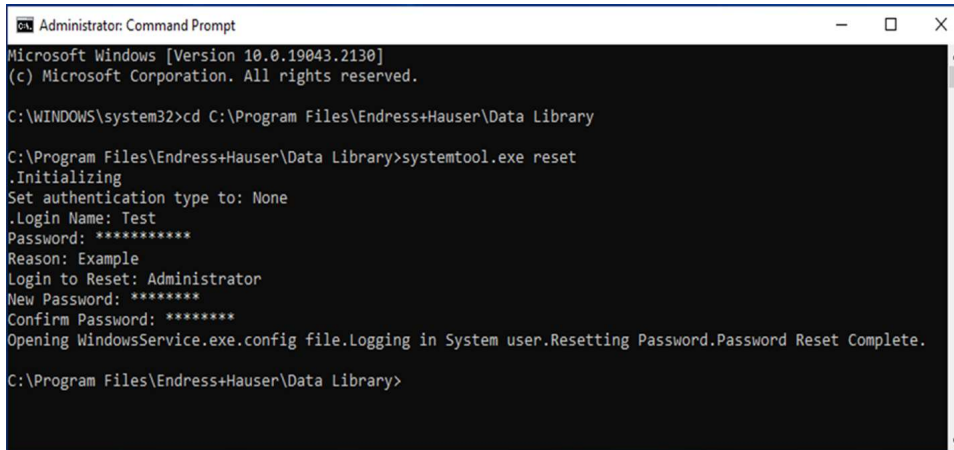 Administrator: Command Prompt
Microsoft Windows [Version 10.0.19043.2130]
(c) Microsoft Corporation. All rights reserved.
C:\WINDOWS\system32>cd C:\Program Files\Endress+Hauser\Data Library
C:\Program Files\Endress+Hauser\Data Library>systemtool.exe reset
.Initializing
Set authentication type to: None
.Login Name: Test
Password: ***********
Reason: Example
Login to Reset: Administrator
New Password: ********
Confirm Password: ********
Opening WindowsService.exe.config file.Logging in System user.Resetting Password.Password Reset Complete.
C:\Program Files\Endress+Hauser\Data Library>